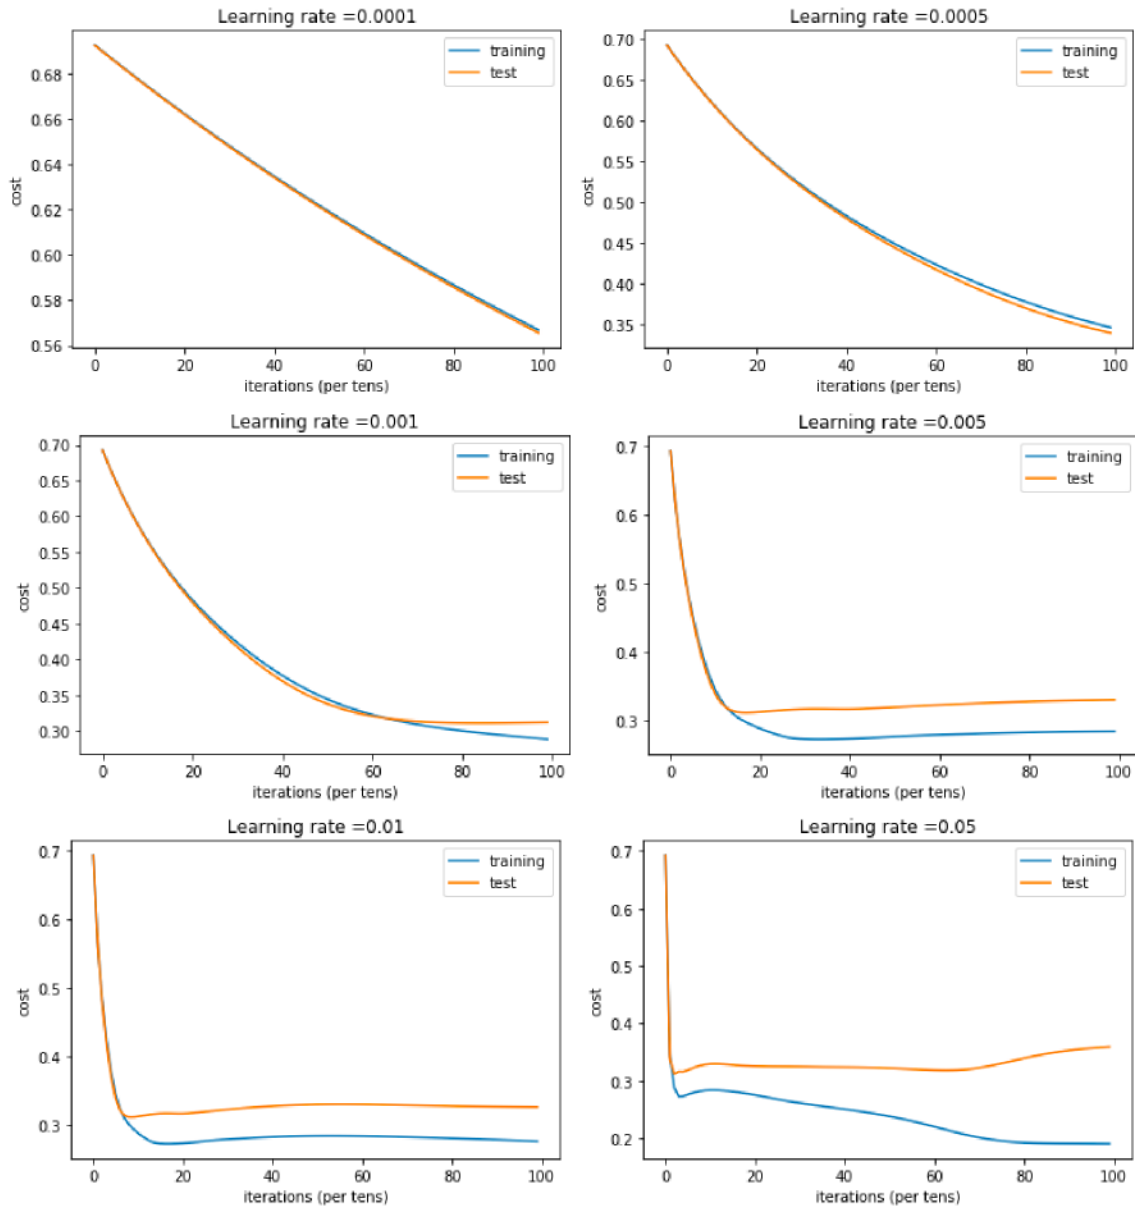 Learning rate =0.0001
training
test
0.68
0.66
0.64
0.62
0.60
0.58
0.56
cost
0 20 40 60 80 100
iterations (per tens)
Learning rate =0.0005
training
test
0.70
0.65
0.60
0.55
0.50
0.45
0.40
0.35
cost
0 20 40 60 80 100
iterations (per tens)
Learning rate =0.001
training
test
0.70
0.65
0.60
0.55
0.50
0.45
0.40
0.35
0.30
cost
0 20 40 60 80 100
iterations (per tens)
Learning rate =0.005
training
test
0.7
0.6
0.5
0.4
0.3
cost
0 20 40 60 80 100
iterations (per tens)
Learning rate =0.01
training
test
0.7
0.6
0.5
0.4
0.3
cost
0 20 40 60 80 100
iterations (per tens)
Learning rate =0.05
training
test
0.7
0.6
0.5
0.4
0.3
0.2
cost
0 20 40 60 80 100
iterations (per tens)